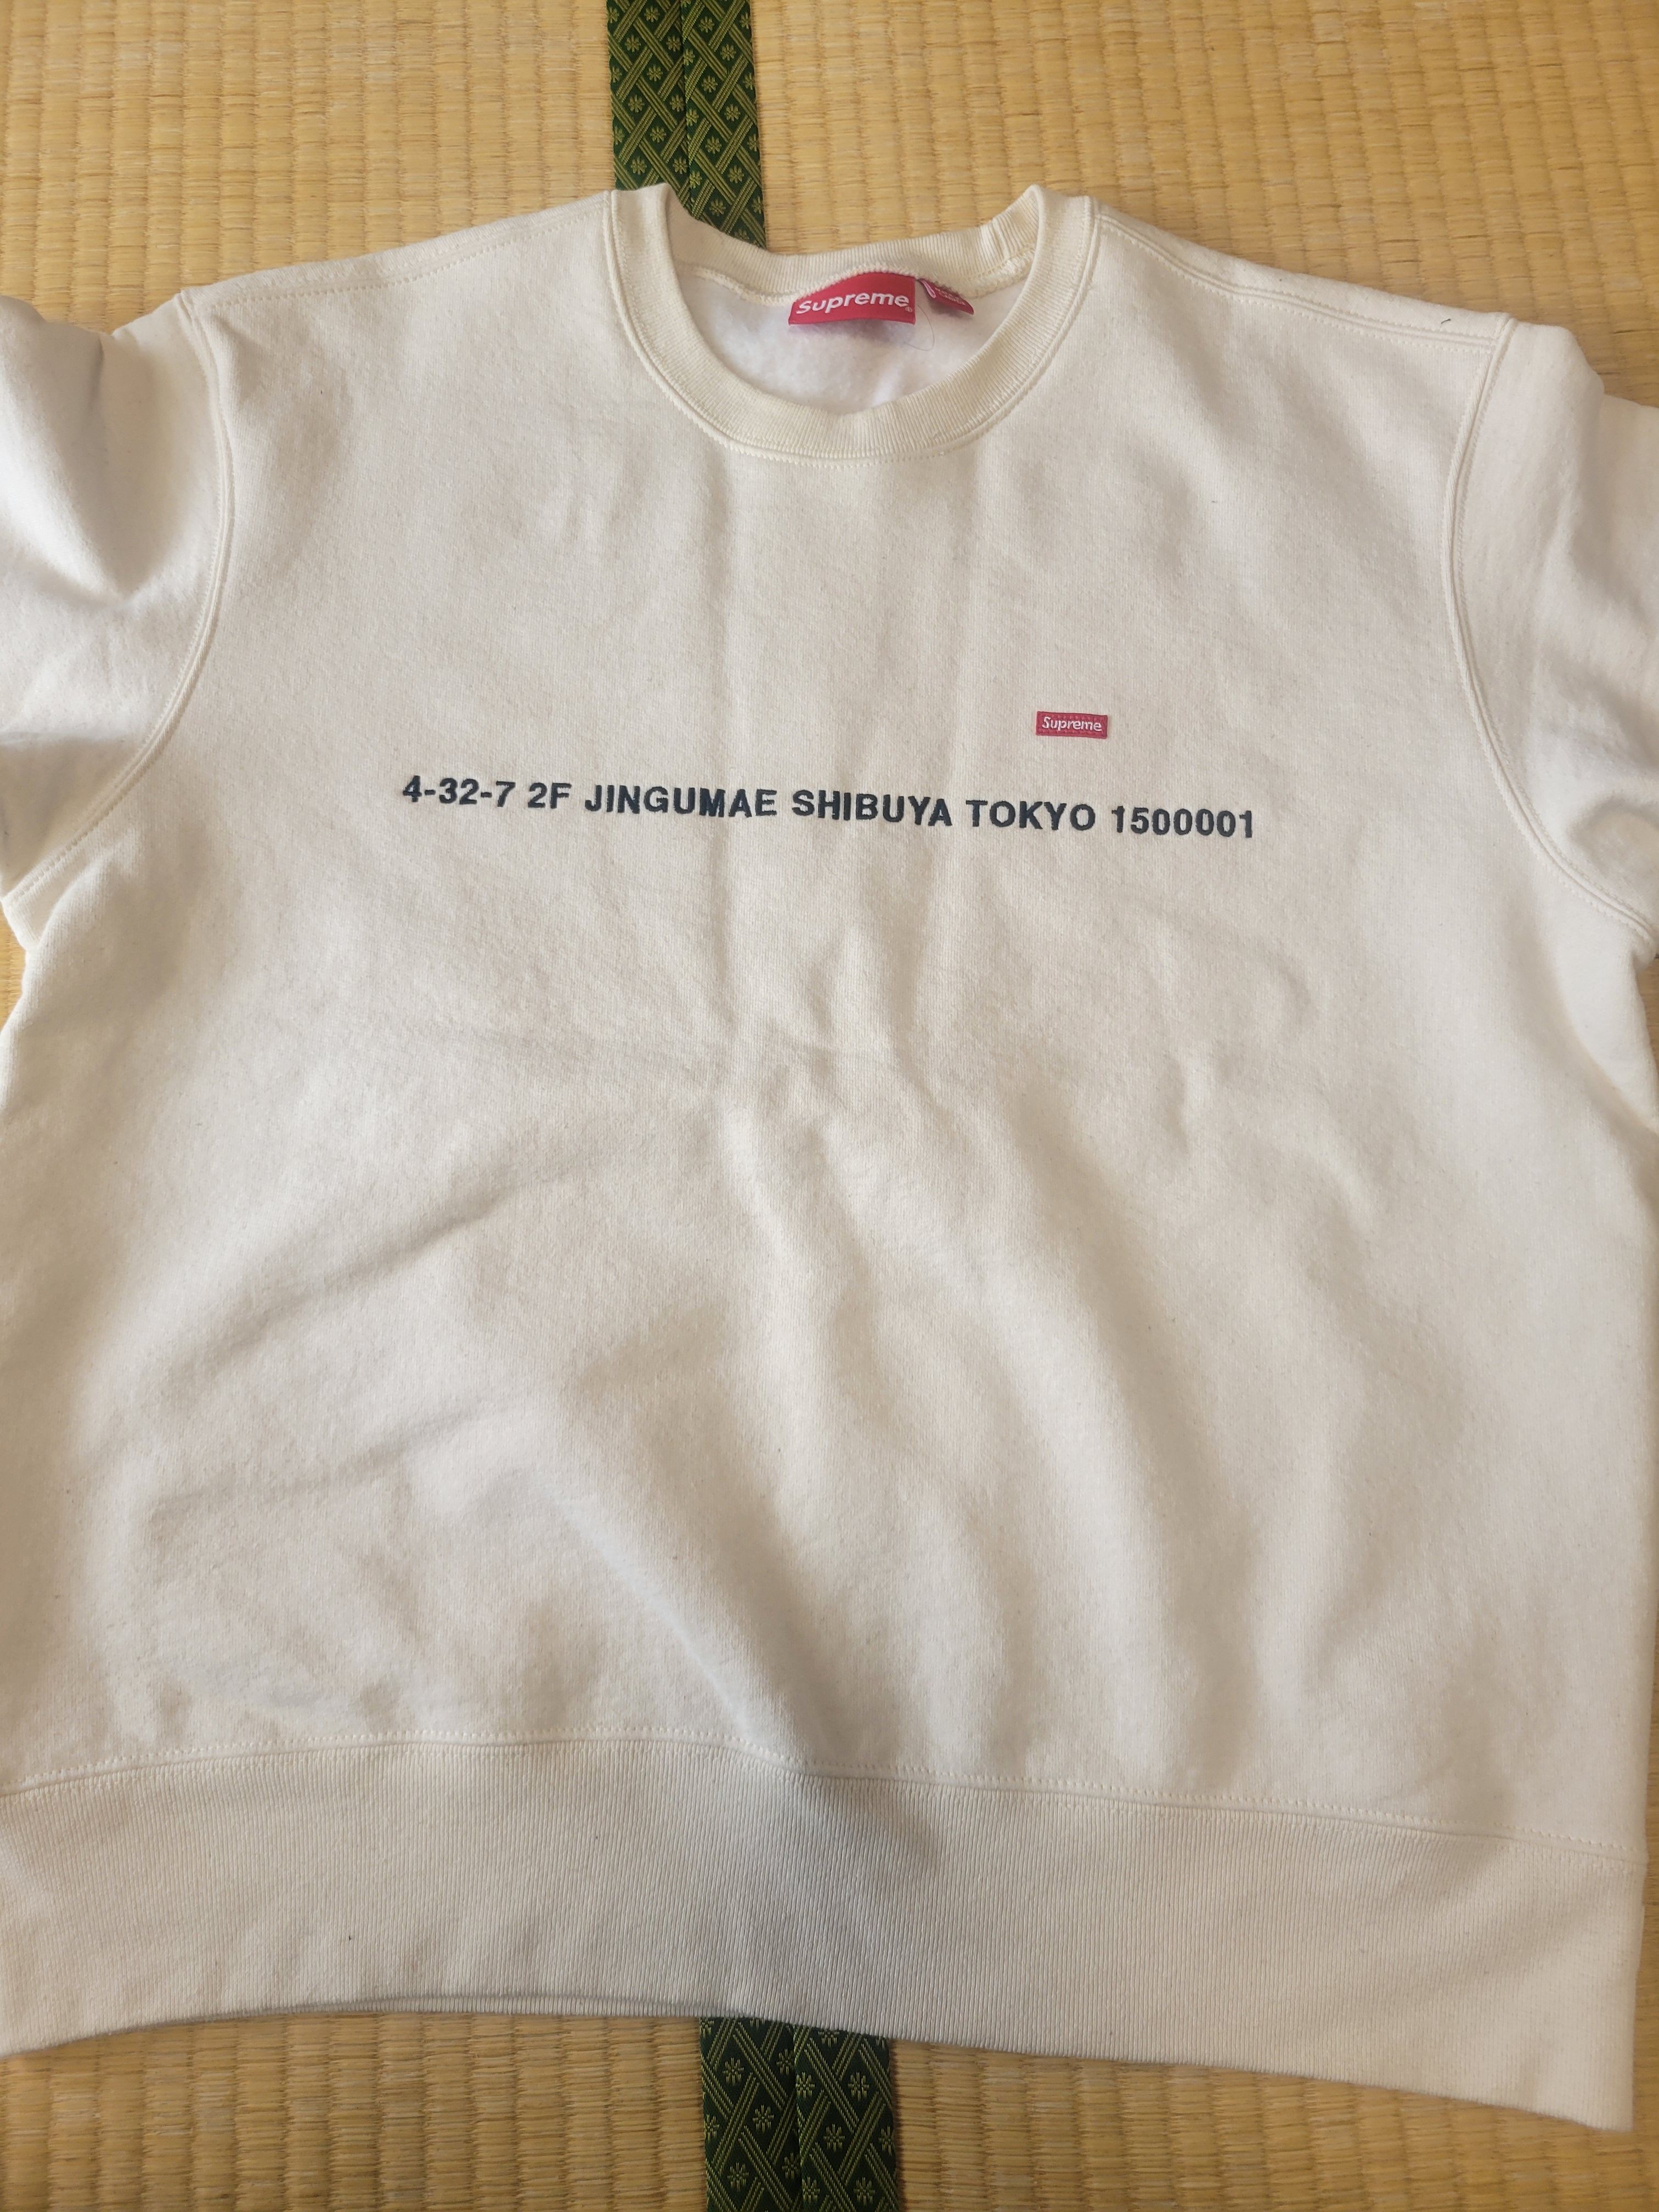 Supreme
Supreme
4-32-7 2F JINGUMAE SHIBUYA TOKYO 1500001